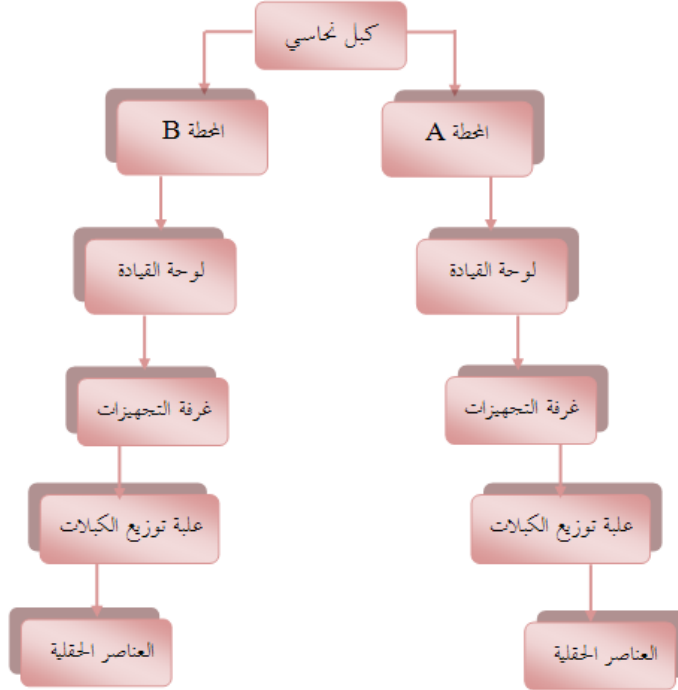 كبل نحاسي
المحطة A
المحطة B
لوحة القيادة
لوحة القيادة
غرفة التجهيزات
غرفة التجهيزات
علبة توزيع الكبلات
علبة توزيع الكبلات
العناصر الحقلية
العناصر الحقلية